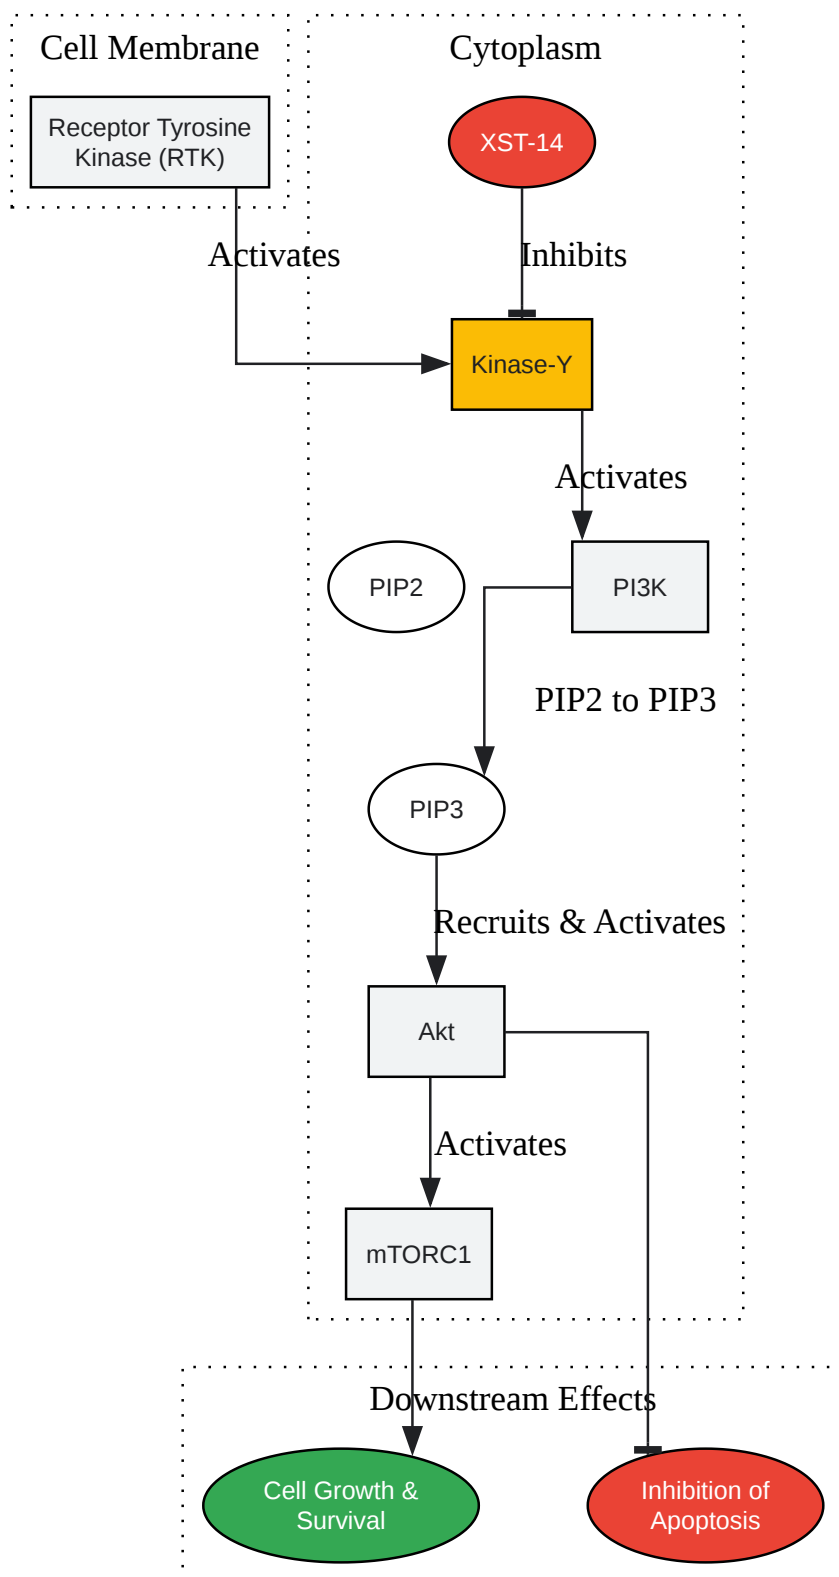 Cell Membrane
Cytoplasm
Receptor Tyrosine
Kinase (RTK)
XST-14
Activates
Inhibits
Kinase-Y
Activates
PIP2
PI3K
PIP2 to PIP3
PIP3
Recruits & Activates
Akt
Activates
mTORC1
Downstream Effects
Cell Growth &
Survival
Inhibition of
Apoptosis